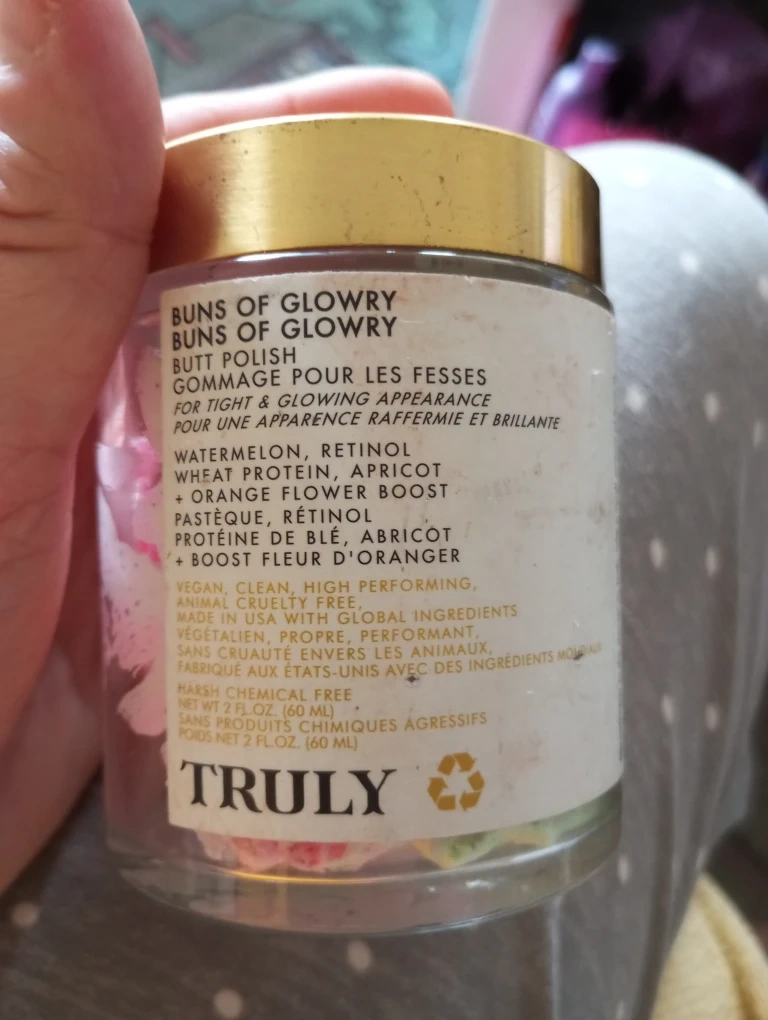 BUNS OF GLOWRY
BUNS OF GLOWRY
BUTT POLISH
GOMMAGE POUR LES FESSES
FOR TIGHT & GLOWING APPEARANCE
POUR UNE APPARENCE RAFFERMIE ET BRILLANTE
WATERMELON, RETINOL
WHEAT PROTEIN, APRICOT
+ ORANGE FLOWER BOOST
PASTÈQUE, RÉTINOL
PROTÉINE DE BLÉ, ABRICOT
+ BOOST FLEUR D'ORANGER
VEGAN, CLEAN, HIGH PERFORMING,
ANIMAL CRUELTY FREE,
MADE IN USA WITH GLOBAL INGREDIENTS
VÉGÉTALIEN, PROPRE, PERFORMANT,
SANS CRUAUTÉ ENVERS LES ANIMAUX,
FABRIQUÉ AUX ÉTATS-UNIS AVEC DES INGRÉDIENTS
HARSH CHEMICAL FREE
NET WT 2 FL.OZ. (60 ML)
SANS PRODUITS CHIMIQUES AGRESSIFS
POIDS NET 2 FL.OZ. (60 ML)
TRULY